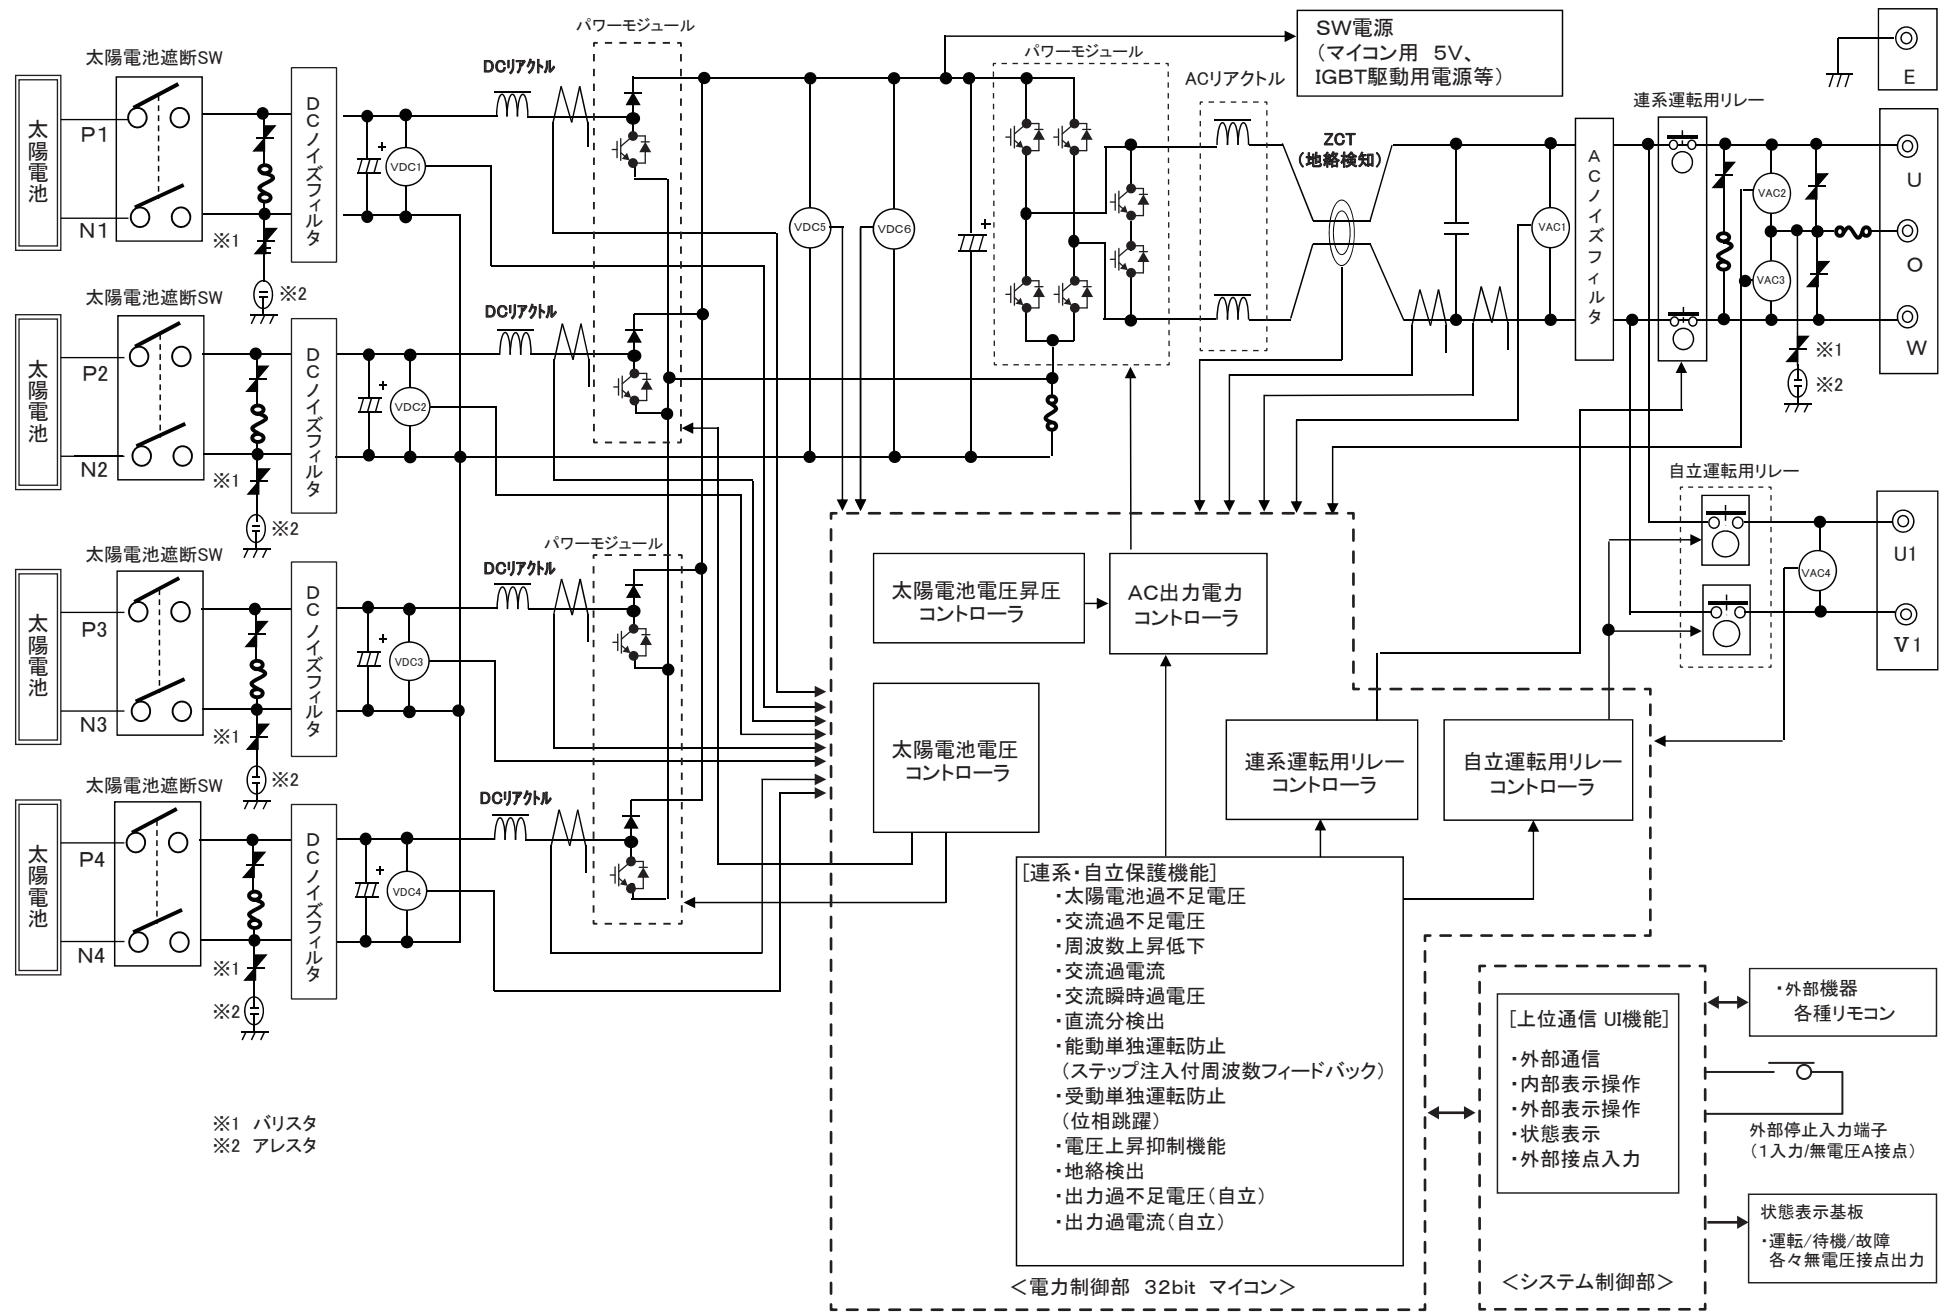 太陽電池遮断SW
太陽電池
P1
N1
※1
※2
DCノイズフィルタ
VDC1
DCリアクトル
パワーモジュール
太陽電池遮断SW
太陽電池
P2
N2
※1
※2
DCノイズフィルタ
VDC2
DCリアクトル
太陽電池遮断SW
太陽電池
P3
N3
※1
※2
DCノイズフィルタ
VDC3
DCリアクトル
パワーモジュール
太陽電池遮断SW
太陽電池
P4
N4
※1
※2
DCノイズフィルタ
VDC4
DCリアクトル
+
+
+
+
VDC5
VDC6
+
パワーモジュール
SW電源
(マイコン用 5V、
IGBT駆動用電源等)
ACリアクトル
ZCT
(地絡検知)
VAC1
ACノイズフィルタ
連系運転用リレー
VAC2
VAC3
※1
※2
E
U
O
W
自立運転用リレー
VAC4
U1
V1
太陽電池電圧昇圧
コントローラ
AC出力電力
コントローラ
太陽電池電圧
コントローラ
連系運転用リレー
コントローラ
自立運転用リレー
コントローラ
[連系・自立保護機能]
・太陽電池過不足電圧
・交流過不足電圧
・周波数上昇低下
・交流過電流
・交流瞬時過電圧
・直流分検出
・能動単独運転防止
(ステップ注入付周波数フィードバック)
・受動単独運転防止
(位相跳躍)
・電圧上昇抑制機能
・地絡検出
・出力過不足電圧(自立)
・出力過電流(自立)
<電力制御部 32bit マイコン>
[上位通信 UI機能]
・外部通信
・内部表示操作
・外部表示操作
・状態表示
・外部接点入力
<システム制御部>
・外部機器
各種リモコン
外部停止入力端子
(1入力/無電圧A接点)
状態表示基板
・運転/待機/故障
各々無電圧接点出力
※1 バリスタ
※2 アレスタ